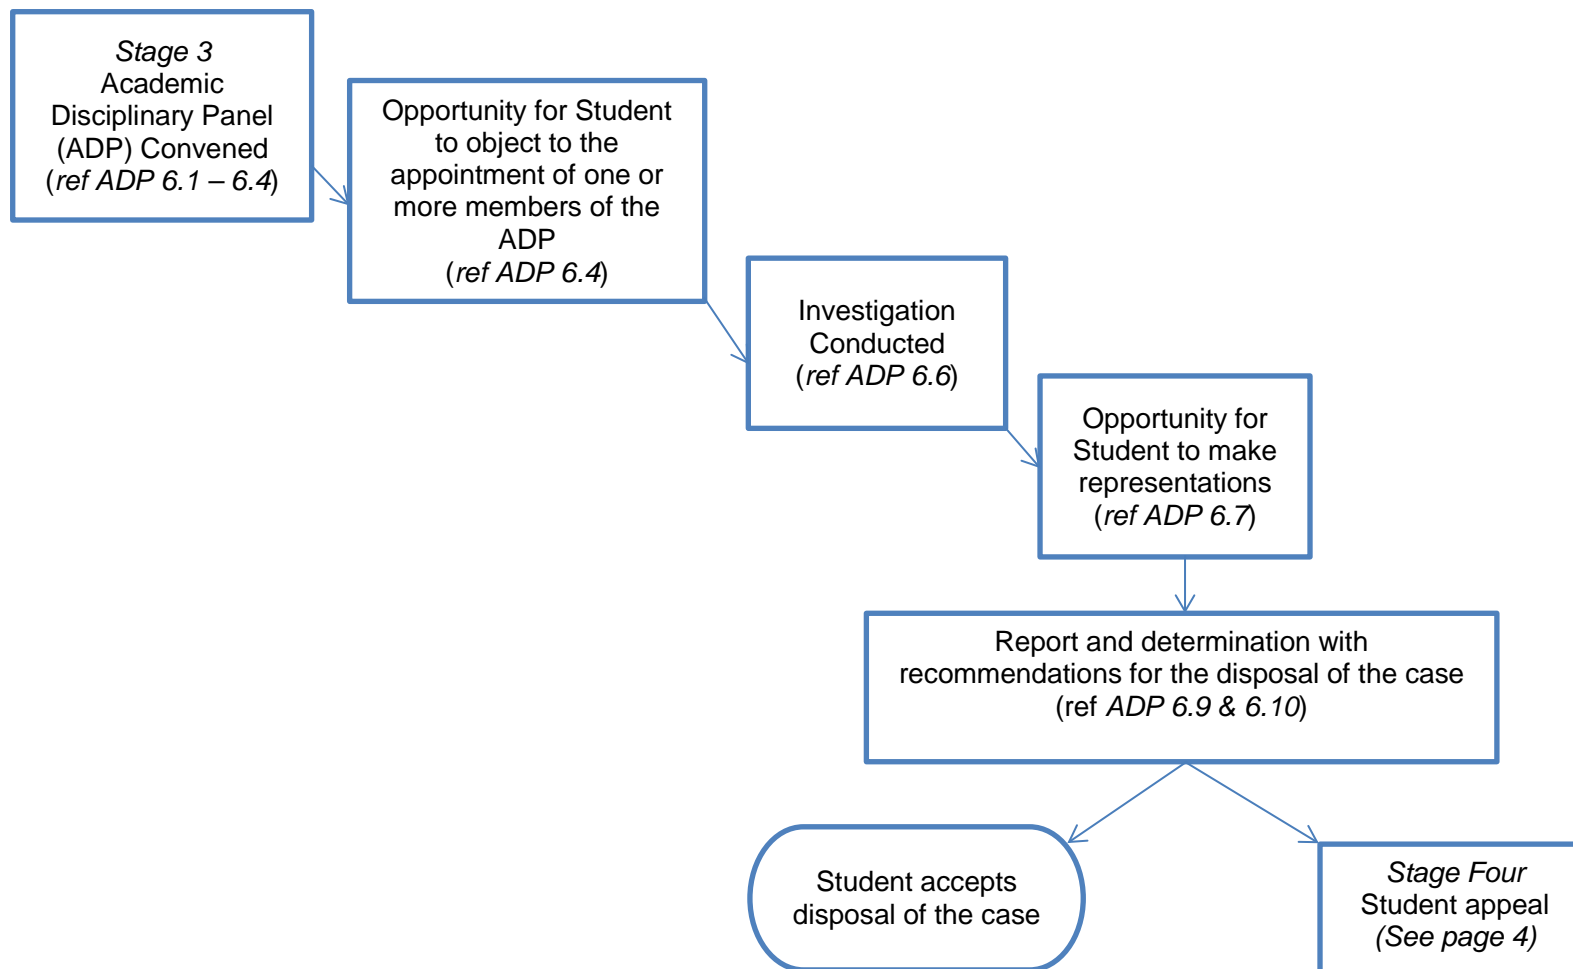 Stage 3
Academic
Disciplinary Panel
(ADP) Convened
(ref ADP 6.1 – 6.4)
Opportunity for Student
to object to the
appointment of one or
more members of the
ADP
(ref ADP 6.4)
Investigation
Conducted
(ref ADP 6.6)
Opportunity for
Student to make
representations
(ref ADP 6.7)
Report and determination with
recommendations for the disposal of the case
(ref ADP 6.9 & 6.10)
Student accepts
disposal of the case
Stage Four
Student appeal
(See page 4)